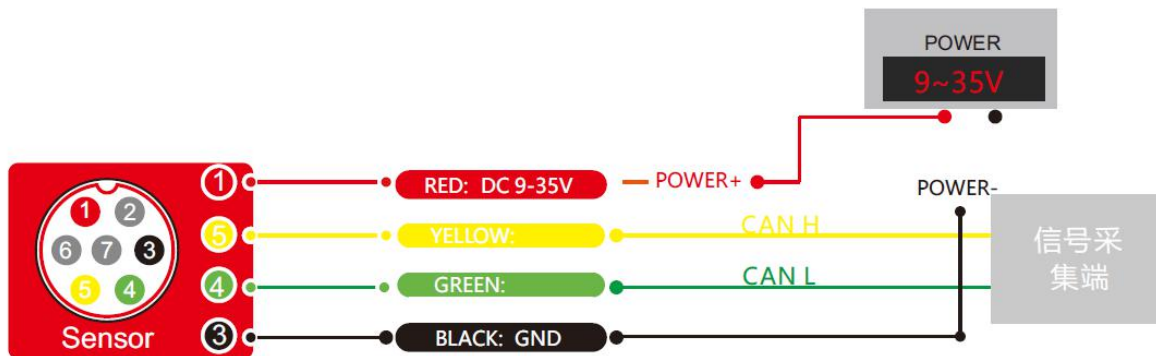 POWER
9~35V
1
RED: DC 9-35V
POWER+
POWER-
1 2
5
YELLOW:
CAN H
6 7 3
信号采
集端
5 4
4
GREEN:
CAN L
Sensor
3
BLACK: GND